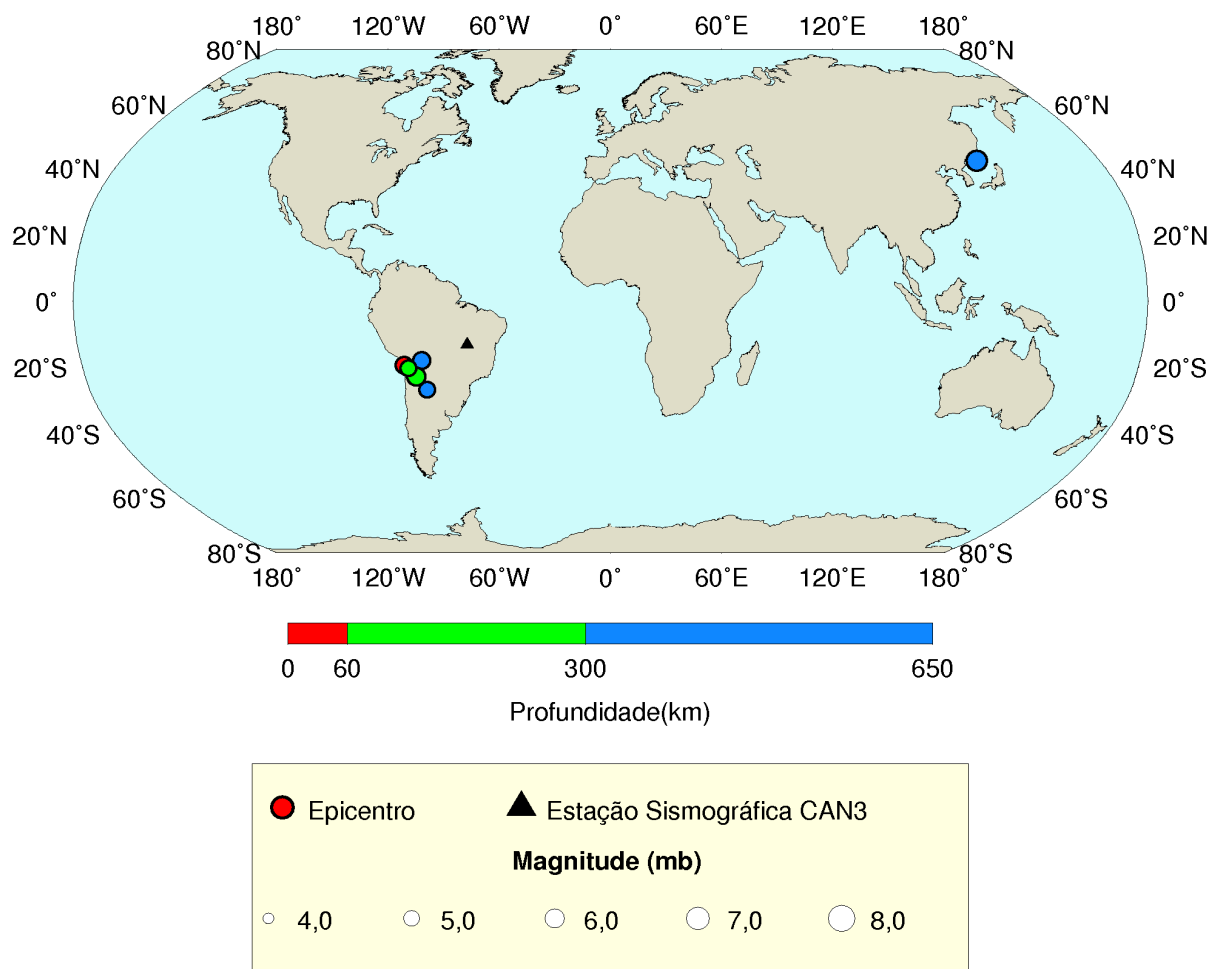 180˚ 120˚W 60˚W 0˚ 60˚E 120˚E 180˚
80˚N 80˚N
60˚N 60˚N
40˚N 40˚N
20˚N 20˚N
0˚ 0˚
20˚S 20˚S
40˚S 40˚S
60˚S 60˚S
80˚S 80˚S
180˚ 120˚W 60˚W 0˚ 60˚E 120˚E 180˚
0 60 300 650
Profundidade(km)
Epicentro Estação Sismográfica CAN3
Magnitude (mb)
4,0 5,0 6,0 7,0 8,0